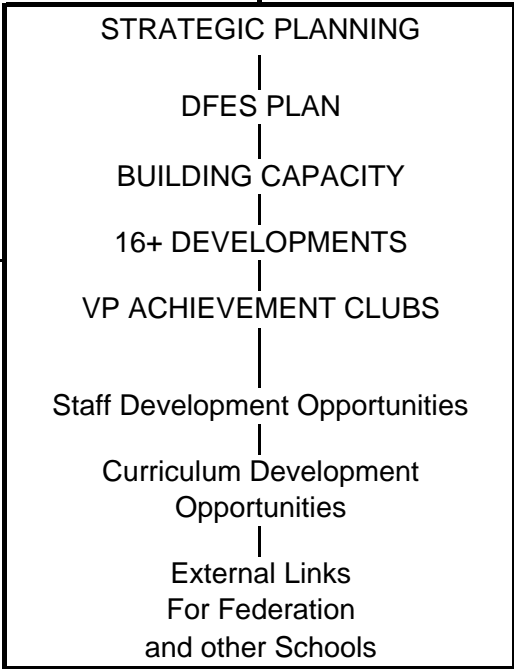 STRATEGIC PLANNING
DFES PLAN
BUILDING CAPACITY
16+ DEVELOPMENTS
VP ACHIEVEMENT CLUBS
Staff Development Opportunities
Curriculum Development
Opportunities
External Links
For Federation
and other Schools